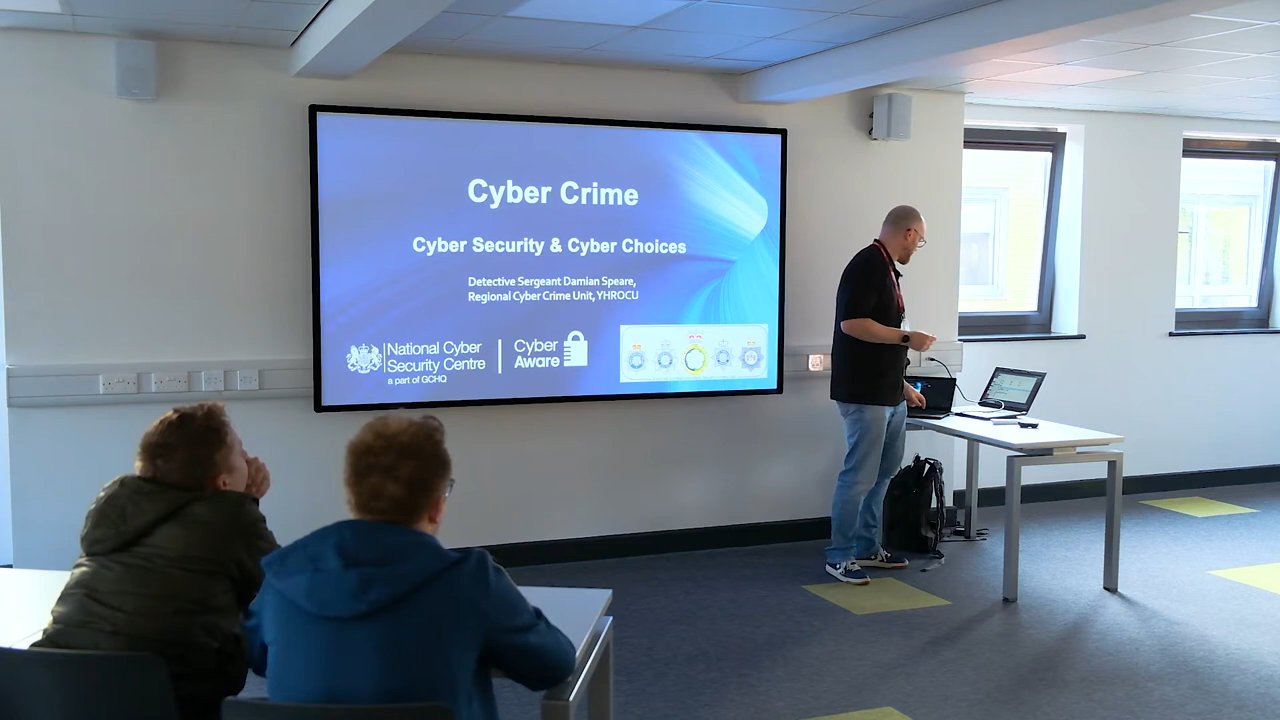 Cyber Crime
Cyber Security & Cyber Choices
Detective Sergeant Damian Speare,
Regional Cyber Crime Unit, YHROCU
National Cyber
Security Centre
a part of GCHQ
Cyber
Aware